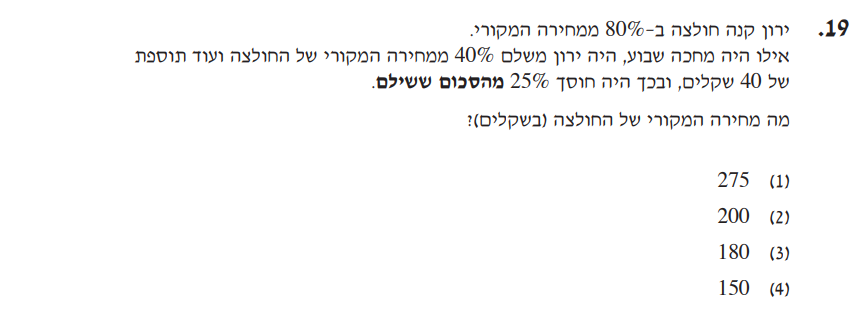 19. ירון קנה חולצה ב-80% ממחירה המקורי.
אילו היה מחכה שבוע, היה ירון משלם 40% ממחירה המקורי של החולצה ועוד תוספת
של 40 שקלים, ובכך היה חוסך 25% מהסכום ששילם.
מה מחירה המקורי של החולצה (בשקלים)?
(1) 275
(2) 200
(3) 180
(4) 150